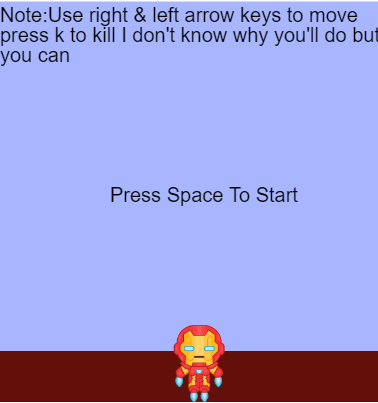 Note:Use right & left arrow keys to move
press k to kill I don't know why you'll do but
you can
Press Space To Start